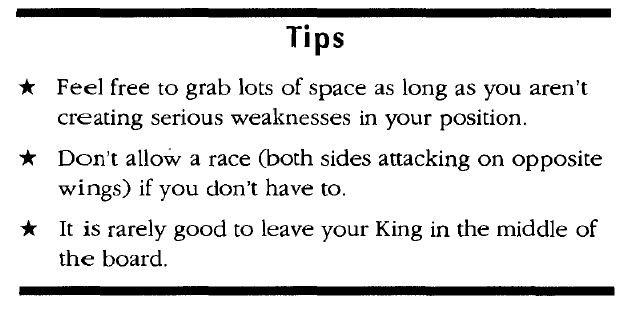 Tips
★ Feel free to grab lots of space as long as you aren't
creating serious weaknesses in your position.
★ Don't allow a race (both sides attacking on opposite
wings) if you don't have to.
★ It is rarely good to leave your King in the middle of
the board.